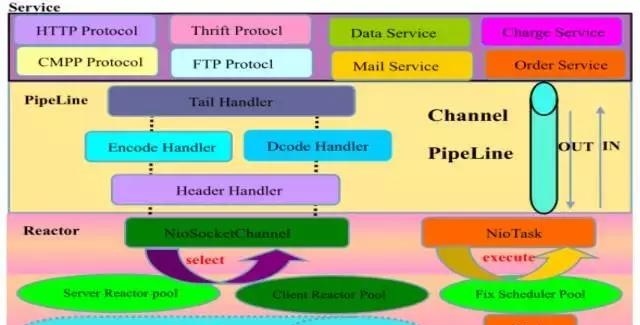 Service
HTTP Protocol
Thrift Protocl
Data Service
Charge Service
CMPP Protocol
FTP Protocl
Mail Service
Order Service
PipeLine
Tail Handler
Channel
PipeLine
Encode Handler
Dcode Handler
OUT
IN
Header Handler
Reactor
NioSocketChannel
NioTask
select
execute
Server Reactor pool
Client Reactor Pool
Fix Scheduler Pool